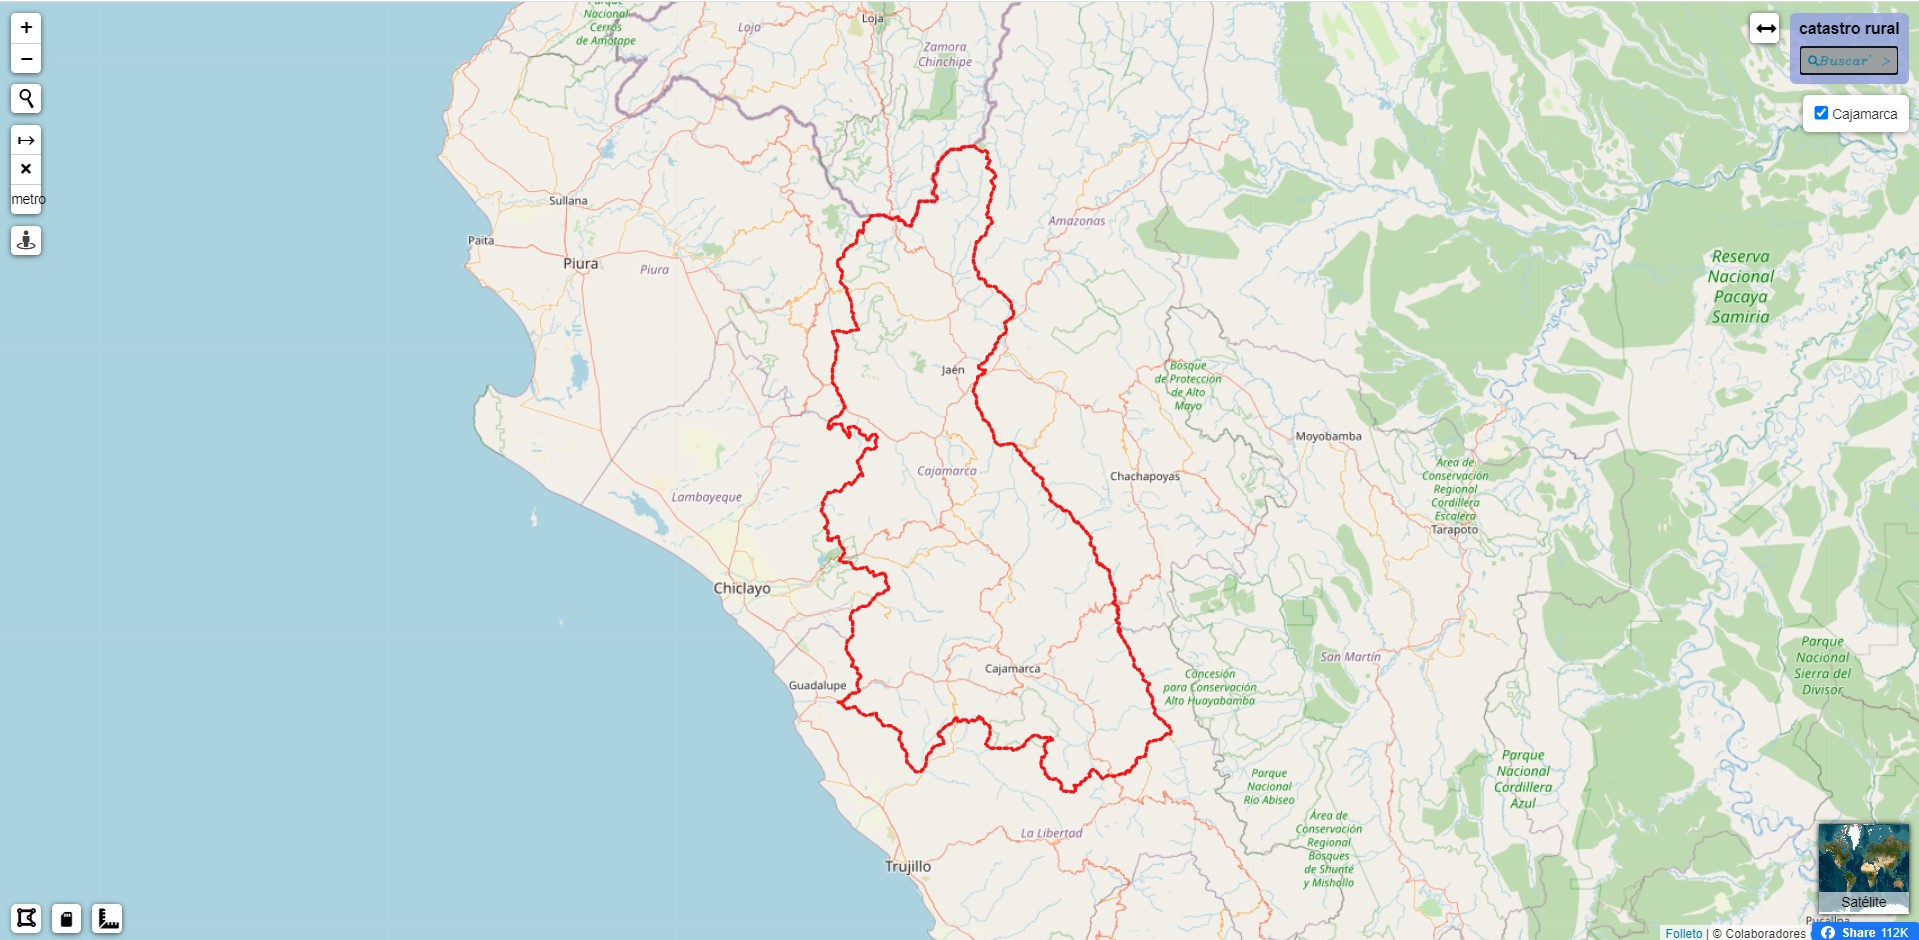 +
−
metro
catastro rural
Buscar' >
Cajamarca
Parque
Nacional
Cerros
de Amotape
Loja
Loja
Zamora
Chinchipe
Sullana
Paita
Piura
Piura
Amazonas
Reserva
Nacional
Pacaya
Samiria
Jaén
Bosque
de Protección
de Alto
Mayo
Moyobamba
Cajamarca
Chachapoyas
Área de
Conservación
Regional
Cordillera
Escalera
Tarapoto
Lambayeque
Chiclayo
Cajamarca
San Martín
Guadalupe
Concesión
para Conservación
Alto Huayabamba
Parque
Nacional
Sierra del
Divisor
Parque
Nacional
Río Abiseo
Parque
Nacional
Cordillera
Azul
La Libertad
Área de
Conservación
Regional
Bosques
de Shunté
y Mishollo
Trujillo
Satélite
Pucallpa
Folleto | © Colaboradores
Share 112K